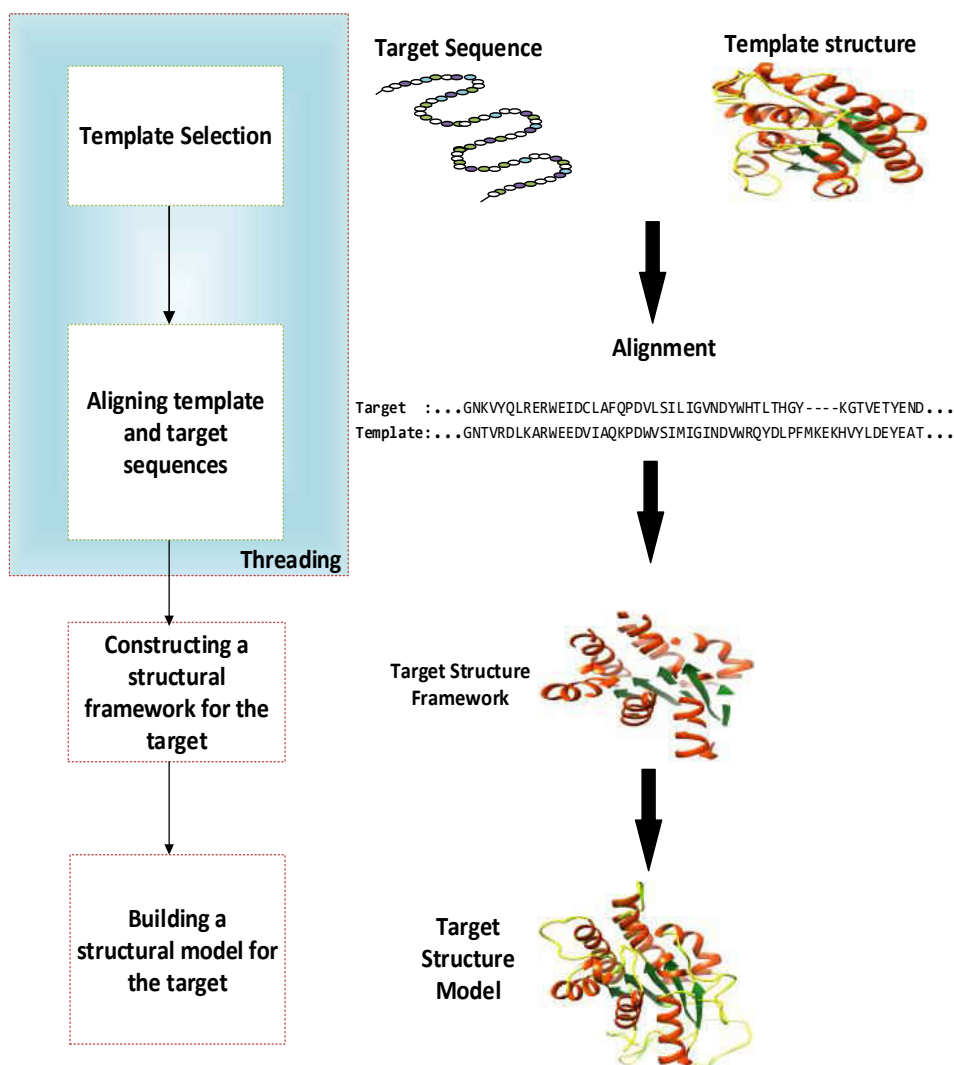 Template Selection
Aligning template
and target
sequences
Threading
Constructing a
structural
framework for the
target
Building a
structural model for
the target
Target Sequence
Template structure
Alignment
Target :...GNKVYQLRERWEIDCLAFQPDVLSILIGVNDYWHTLTHGY----KGTVETYEND...
Template:...GNTVRDLKARWEEDVIAQKPDWVSIMIGINDVWRQYDLPFMKEKHVYLDEYEAT...
Target Structure
Framework
Target
Structure
Model